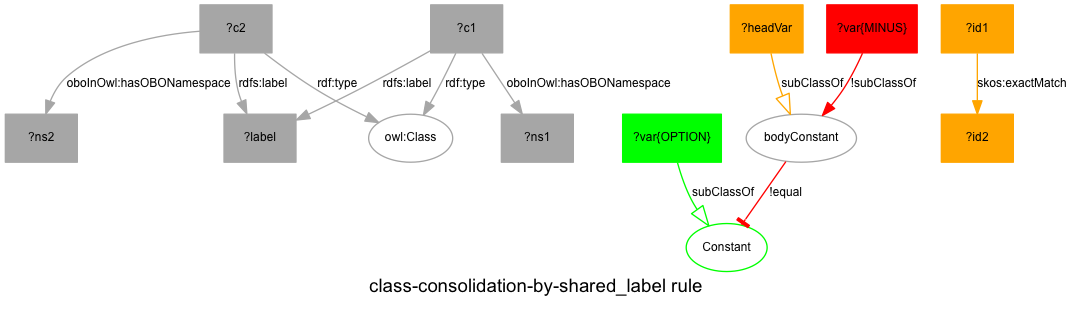 ?c2
?c1
?headVar
?var{MINUS}
?id1
oboInOwl:hasOBONamespace
rdfs:label
rdf:type
rdfs:label
rdf:type
oboInOwl:hasOBONamespace
subClassOf
!subClassOf
skos:exactMatch
?ns2
?label
owl:Class
?ns1
?var{OPTION}
bodyConstant
?id2
subClassOf
!equal
Constant
class-consolidation-by-shared_label rule